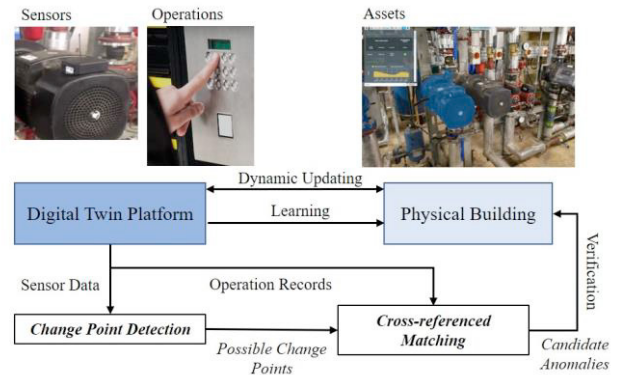 Sensors
Operations
Assets
Dynamic Updating
Digital Twin Platform
Learning
Physical Building
Sensor Data
Operation Records
Verification
Change Point Detection
Cross-referenced
Matching
Possible Change
Points
Candidate
Anomalies